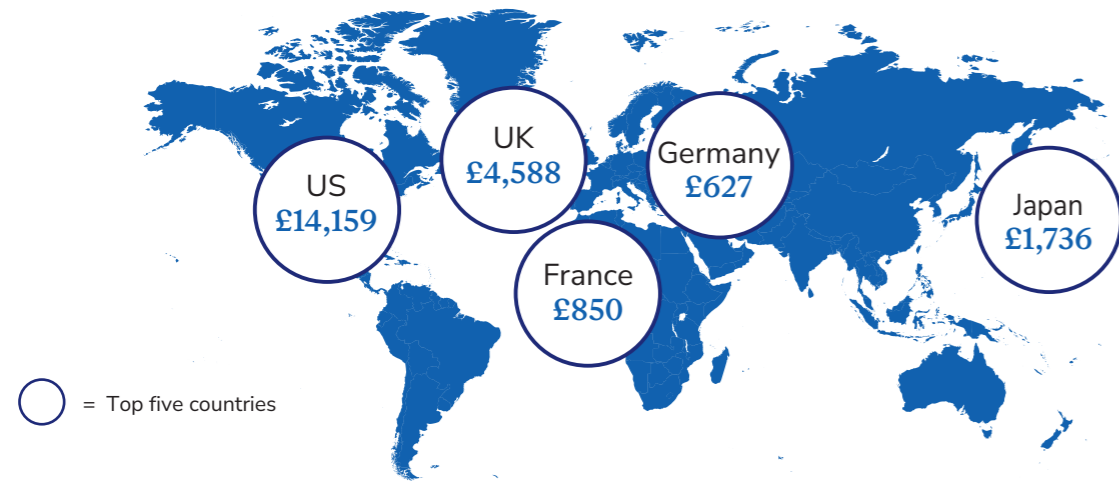 US
£14,159
UK
£4,588
Germany
£627
France
£850
Japan
£1,736
= Top five countries